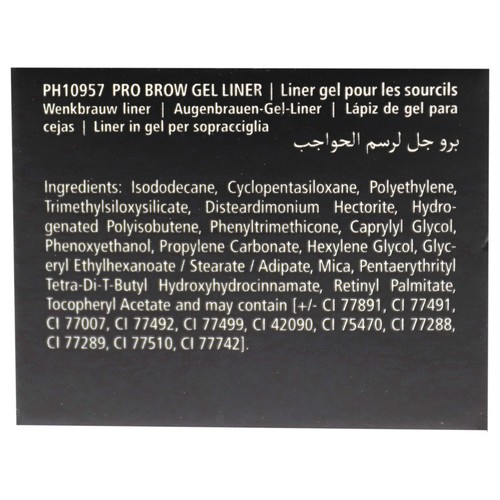 PH10957 PRO BROW GEL LINER | Liner gel pour les sourcils
Wenkbrauw liner | Augenbrauen-Gel-Liner | Lápiz de gel para
cejas | Liner in gel per sopracciglia
برو جل لرسم الحواجب
Ingredients: Isododecane, Cyclopentasiloxane, Polyethylene,
Trimethylsiloxysilicate, Disteardimonium Hectorite, Hydro-
genated Polyisobutene, Phenyltrimethicone, Caprylyl Glycol,
Phenoxyethanol, Propylene Carbonate, Hexylene Glycol, Glyc-
eryl Ethylhexanoate / Stearate / Adipate, Mica, Pentaerythrityl
Tetra-Di-T-Butyl Hydroxyhydrocinnamate, Retinyl Palmitate,
Tocopheryl Acetate and may contain [+/- CI 77891, CI 77491,
CI 77007, CI 77492, CI 77499, CI 42090, CI 75470, CI 77288,
CI 77289, CI 77510, CI 77742].